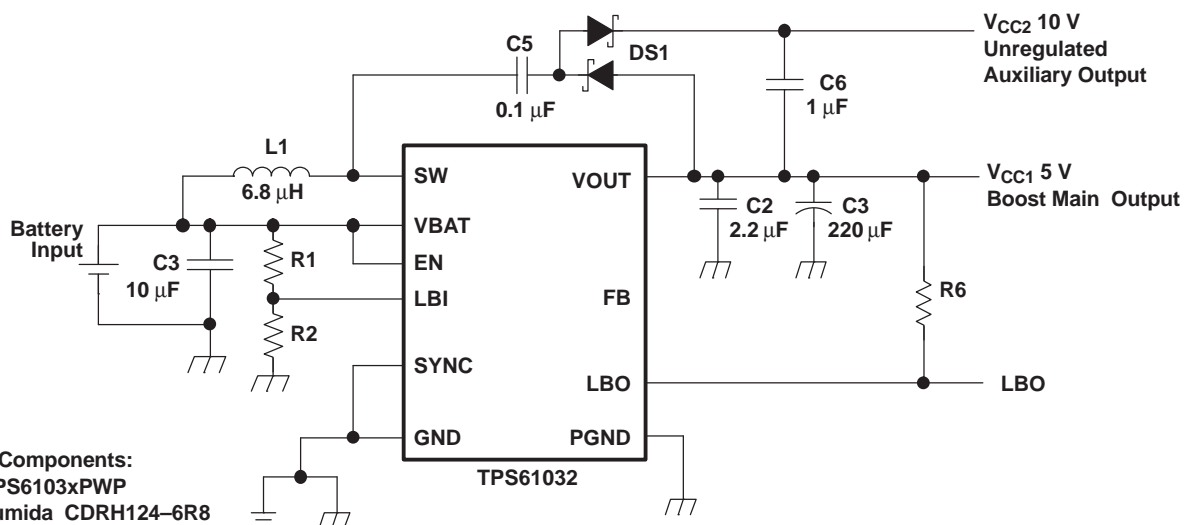 V_CC2 10 V
Unregulated
Auxiliary Output
DS1
C5
0.1 µF
C6
1 µF
L1
6.8 µH
SW
VOUT
V_CC1 5 V
Boost Main Output
Battery
Input
VBAT
C2
2.2 µF
C3
220 µF
C3
10 µF
R1
EN
LBI
FB
R6
R2
SYNC
LBO
LBO
GND
PGND
TPS61032
Components:
PS6103xPWP
umida CDRH124–6R8